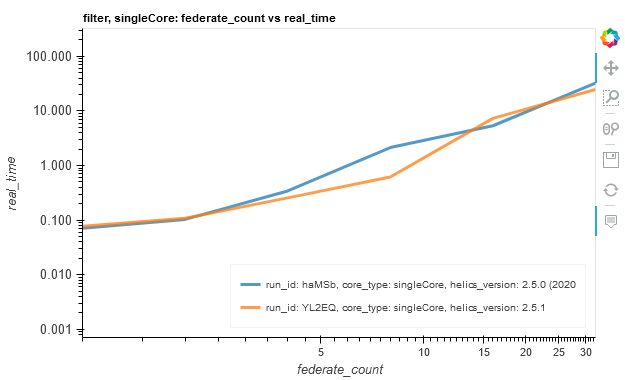 filter, singleCore: federate_count vs real_time
100.000
10.000
1.000
0.100
0.010
0.001
real_time
run_id: haMSb, core_type: singleCore, helics_version: 2.5.0 (2020
run_id: YL2EQ, core_type: singleCore, helics_version: 2.5.1
5 10 15 20 25 30
federate_count